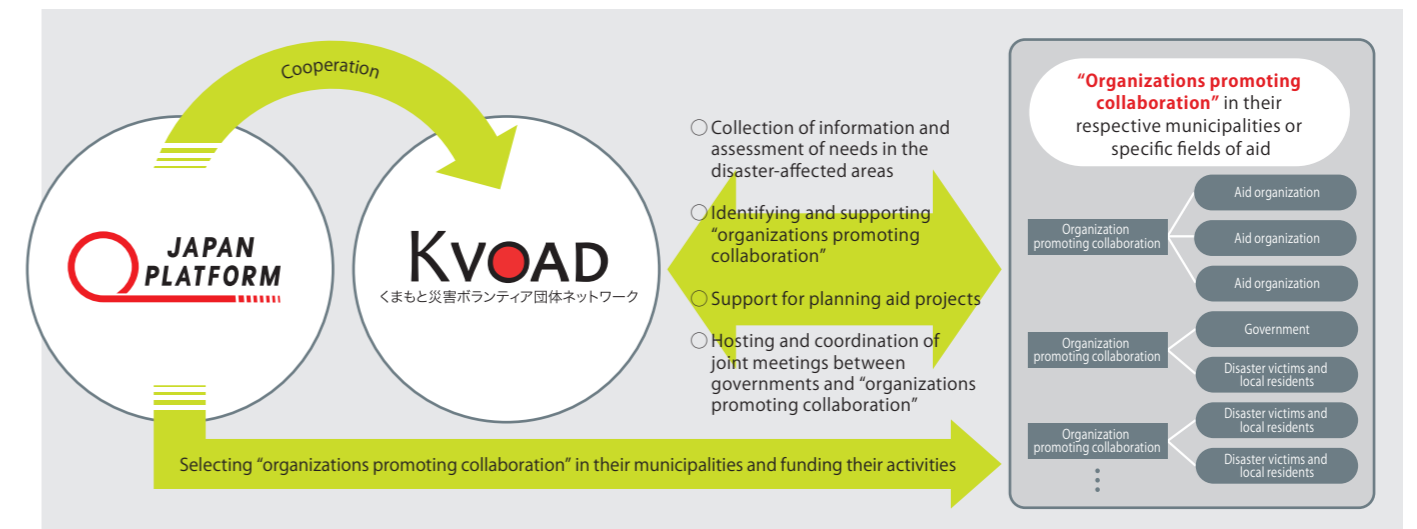 Cooperation
JAPAN
PLATFORM
KVOAD
くまもと災害ボランティア団体ネットワーク
○Collection of information and
assessment of needs in the
disaster-affected areas
○Identifying and supporting
“organizations promoting
collaboration”
○Support for planning aid projects
○Hosting and coordination of
joint meetings between
governments and “organizations
promoting collaboration”
Selecting “organizations promoting collaboration” in their municipalities and funding their activities
“Organizations promoting
collaboration” in their
respective municipalities or
specific fields of aid
Organization
promoting collaboration
Aid organization
Aid organization
Aid organization
Organization
promoting collaboration
Government
Disaster victims and
local residents
Organization
promoting collaboration
Disaster victims and
local residents
Disaster victims and
local residents